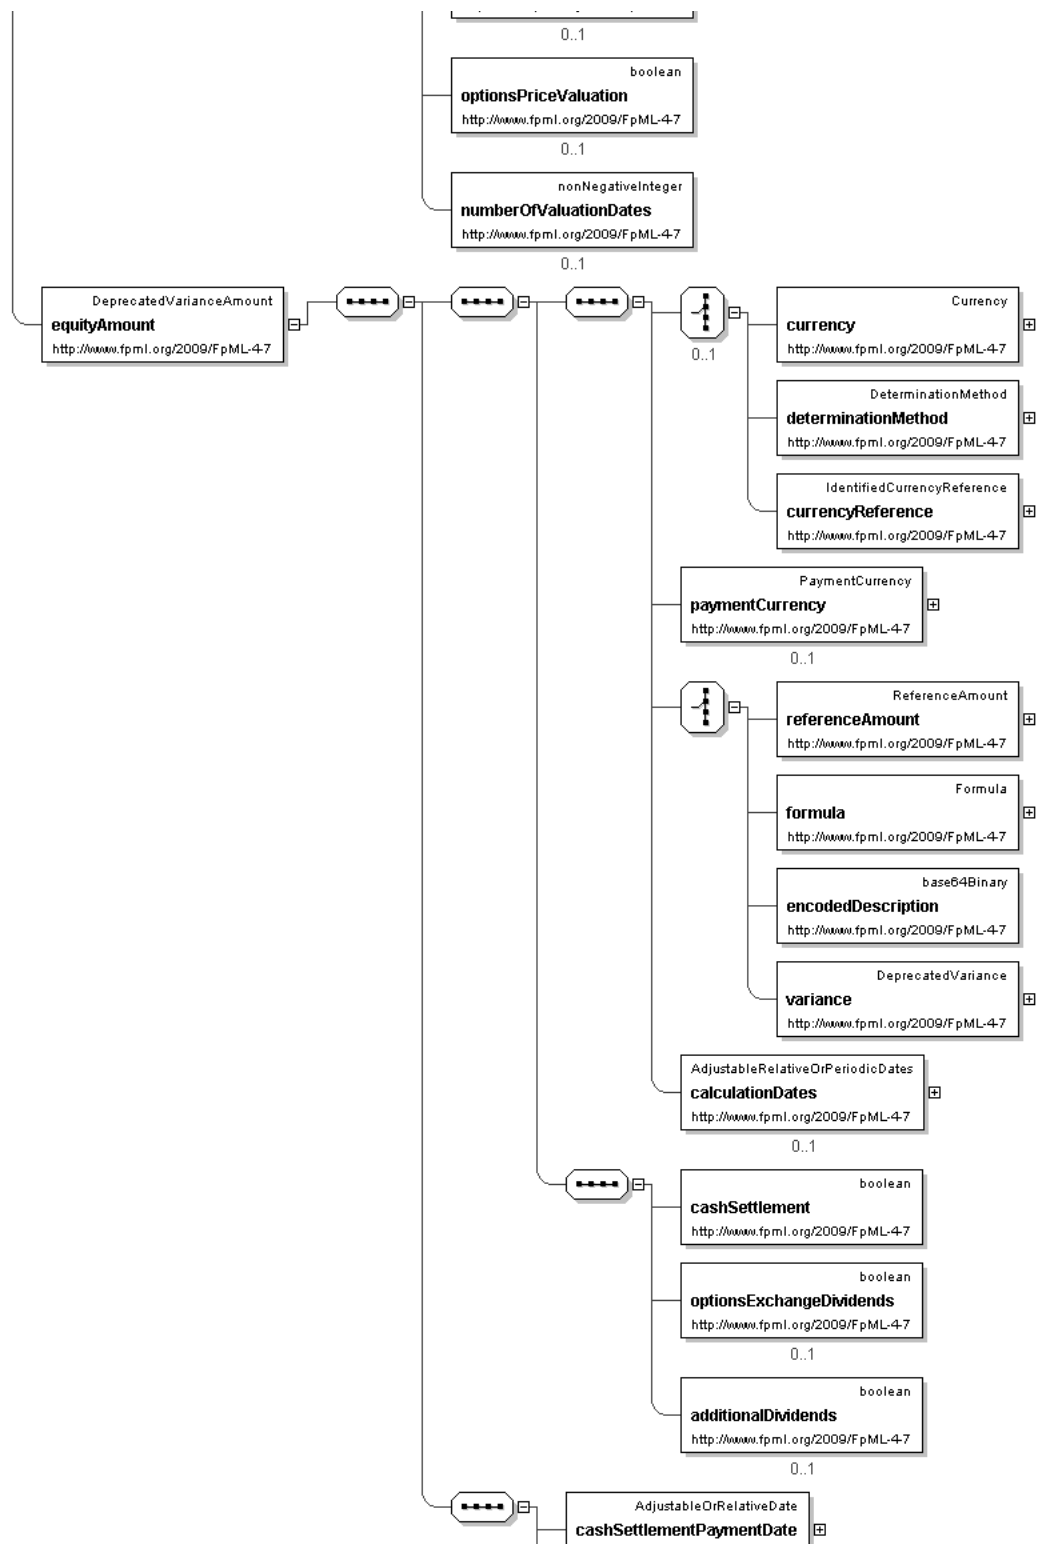 0..1
boolean
optionsPriceValuation
http://www.fpml.org/2009/FpML-4-7
0..1
nonNegativeInteger
numberOfValuationDates
http://www.fpml.org/2009/FpML-4-7
0..1
DeprecatedVarianceAmount
equityAmount
http://www.fpml.org/2009/FpML-4-7
0..1
Currency
currency
http://www.fpml.org/2009/FpML-4-7
DeterminationMethod
determinationMethod
http://www.fpml.org/2009/FpML-4-7
IdentifiedCurrencyReference
currencyReference
http://www.fpml.org/2009/FpML-4-7
PaymentCurrency
paymentCurrency
http://www.fpml.org/2009/FpML-4-7
0..1
ReferenceAmount
referenceAmount
http://www.fpml.org/2009/FpML-4-7
Formula
formula
http://www.fpml.org/2009/FpML-4-7
base64Binary
encodedDescription
http://www.fpml.org/2009/FpML-4-7
DeprecatedVariance
variance
http://www.fpml.org/2009/FpML-4-7
AdjustableRelativeOrPeriodicDates
calculationDates
http://www.fpml.org/2009/FpML-4-7
0..1
boolean
cashSettlement
http://www.fpml.org/2009/FpML-4-7
boolean
optionsExchangeDividends
http://www.fpml.org/2009/FpML-4-7
0..1
boolean
additionalDividends
http://www.fpml.org/2009/FpML-4-7
0..1
AdjustableOrRelativeDate
cashSettlementPaymentDate